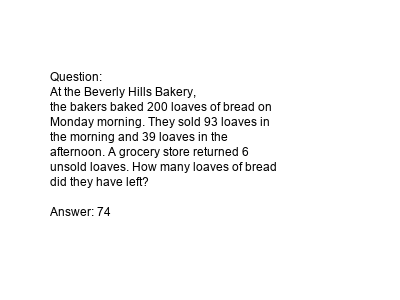 Question:
At the Beverly Hills Bakery,
the bakers baked 200 loaves of bread on
Monday morning. They sold 93 loaves in
the morning and 39 loaves in the
afternoon. A grocery store returned 6
unsold loaves. How many loaves of bread
did they have left?
Answer: 74